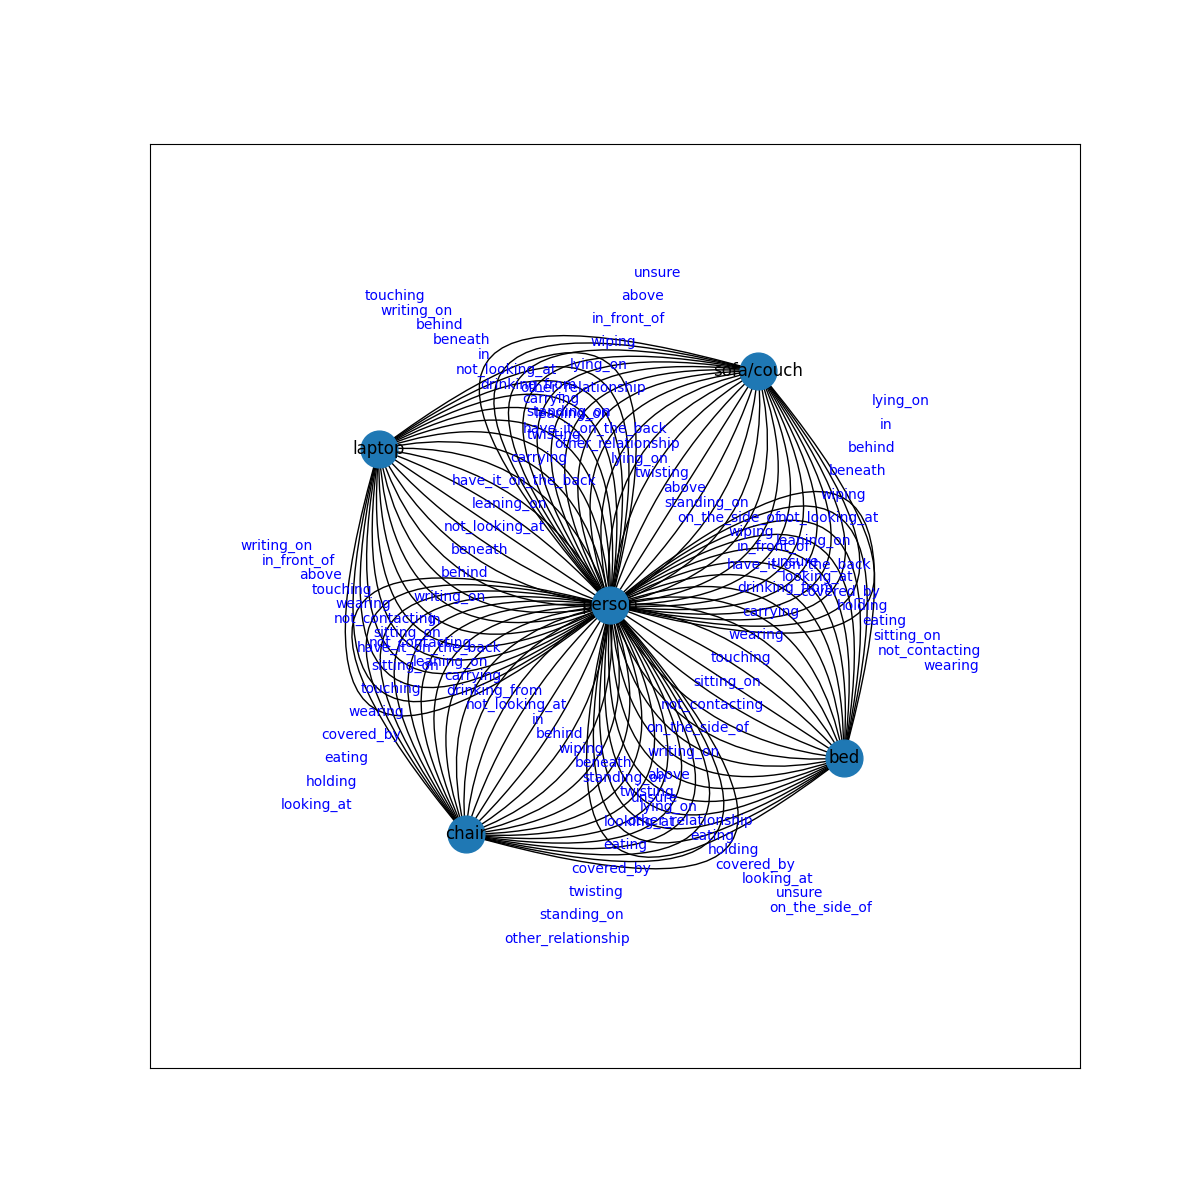 unsure
touching
above
writing_on
in_front_of
behind
beneath
wiping
in
lying_on
not_looking_at
sofa/couch
drinking_from
other_relationship
carrying
lying_on
standing_on
leaning_on
in
have_it_on_the_back
twisting
other_relationship
behind
laptop
carrying
lying_on
beneath
twisting
have_it_on_the_back
above
wiping
leaning_on
standing_on
on_the_side_of
not_looking_at
not_looking_at
wiping
leaning_on
writing_on
in_front_of
beneath
in_front_of
have_it_on_the_back
unsure
above
behind
looking_at
touching
drinking_from
covered_by
writing_on
wearing
person
holding
carrying
not_contacting
in
eating
sitting_on
wearing
sitting_on
not_contacting
have_it_on_the_back
not_contacting
touching
leaning_on
sitting_on
wearing
carrying
sitting_on
touching
drinking_from
not_looking_at
not_contacting
wearing
in
on_the_side_of
covered_by
behind
wiping
writing_on
eating
bed
beneath
holding
standing_on
above
looking_at
twisting
unsure
lying_on
looking_at
other_relationship
chair
eating
eating
holding
covered_by
covered_by
looking_at
twisting
unsure
standing_on
on_the_side_of
other_relationship